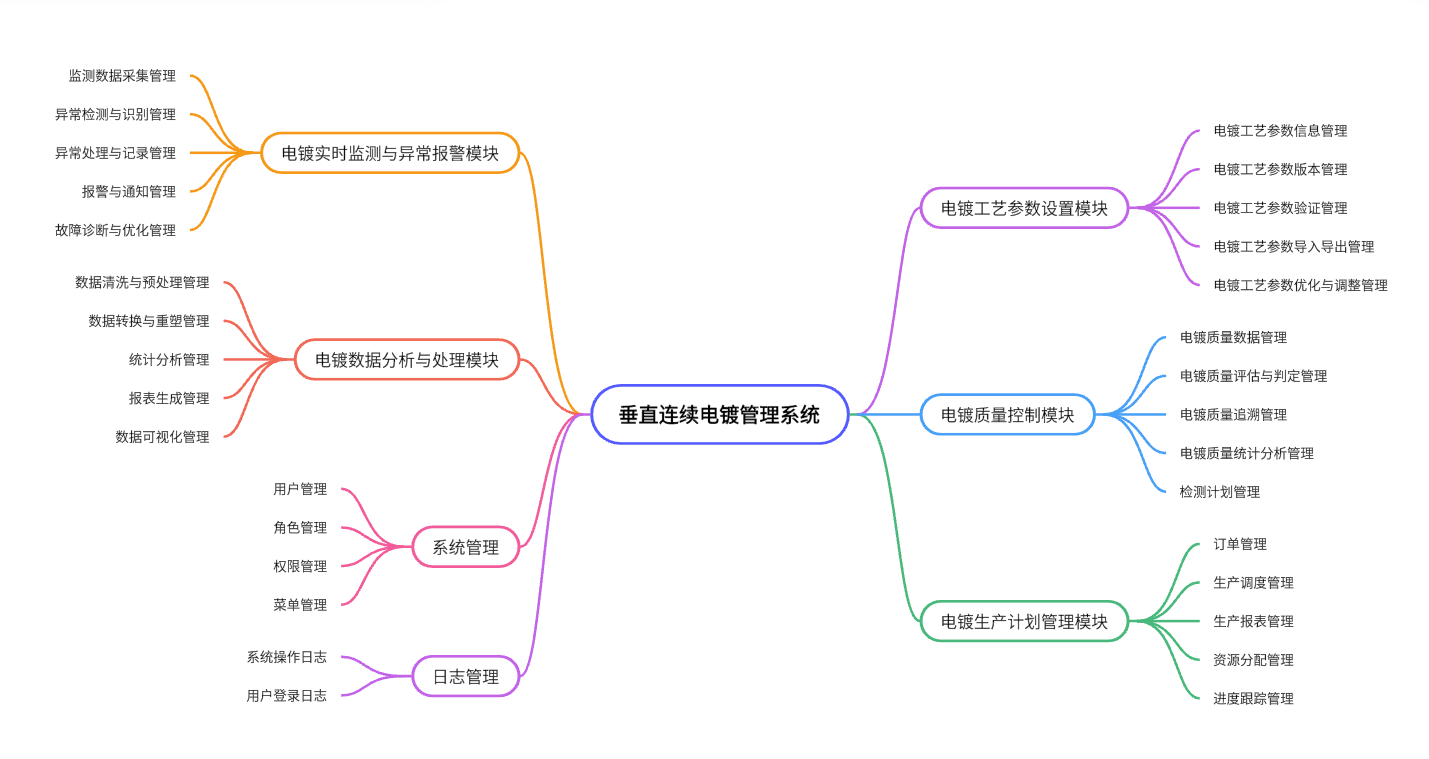 垂直连续电镀管理系统
电镀工艺参数设置模块
电镀工艺参数信息管理
电镀工艺参数版本管理
电镀工艺参数验证管理
电镀工艺参数导入导出管理
电镀工艺参数优化与调整管理
电镀质量控制模块
电镀质量数据管理
电镀质量评估与判定管理
电镀质量追溯管理
电镀质量统计分析管理
检测计划管理
电镀生产计划管理模块
订单管理
生产调度管理
生产报表管理
资源分配管理
进度跟踪管理
电镀实时监测与异常报警模块
监测数据采集管理
异常检测与识别管理
异常处理与记录管理
报警与通知管理
故障诊断与优化管理
电镀数据分析与处理模块
数据清洗与预处理管理
数据转换与重塑管理
统计分析管理
报表生成管理
数据可视化管理
系统管理
用户管理
角色管理
权限管理
菜单管理
日志管理
系统操作日志
用户登录日志